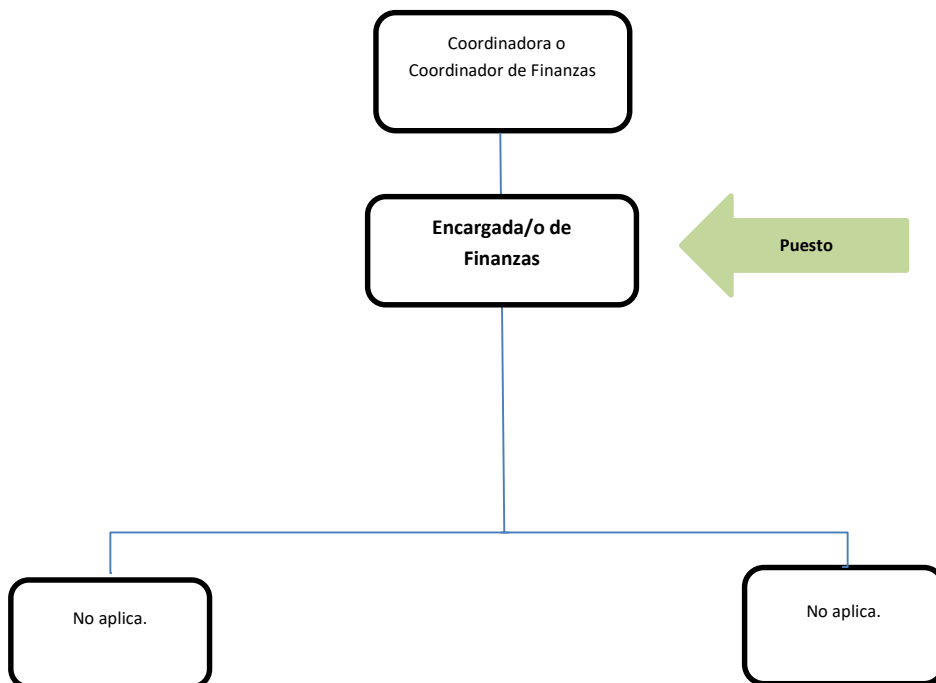 Coordinadora o
Coordinador de Finanzas
Encargada/o de
Finanzas
Puesto
No aplica.
No aplica.